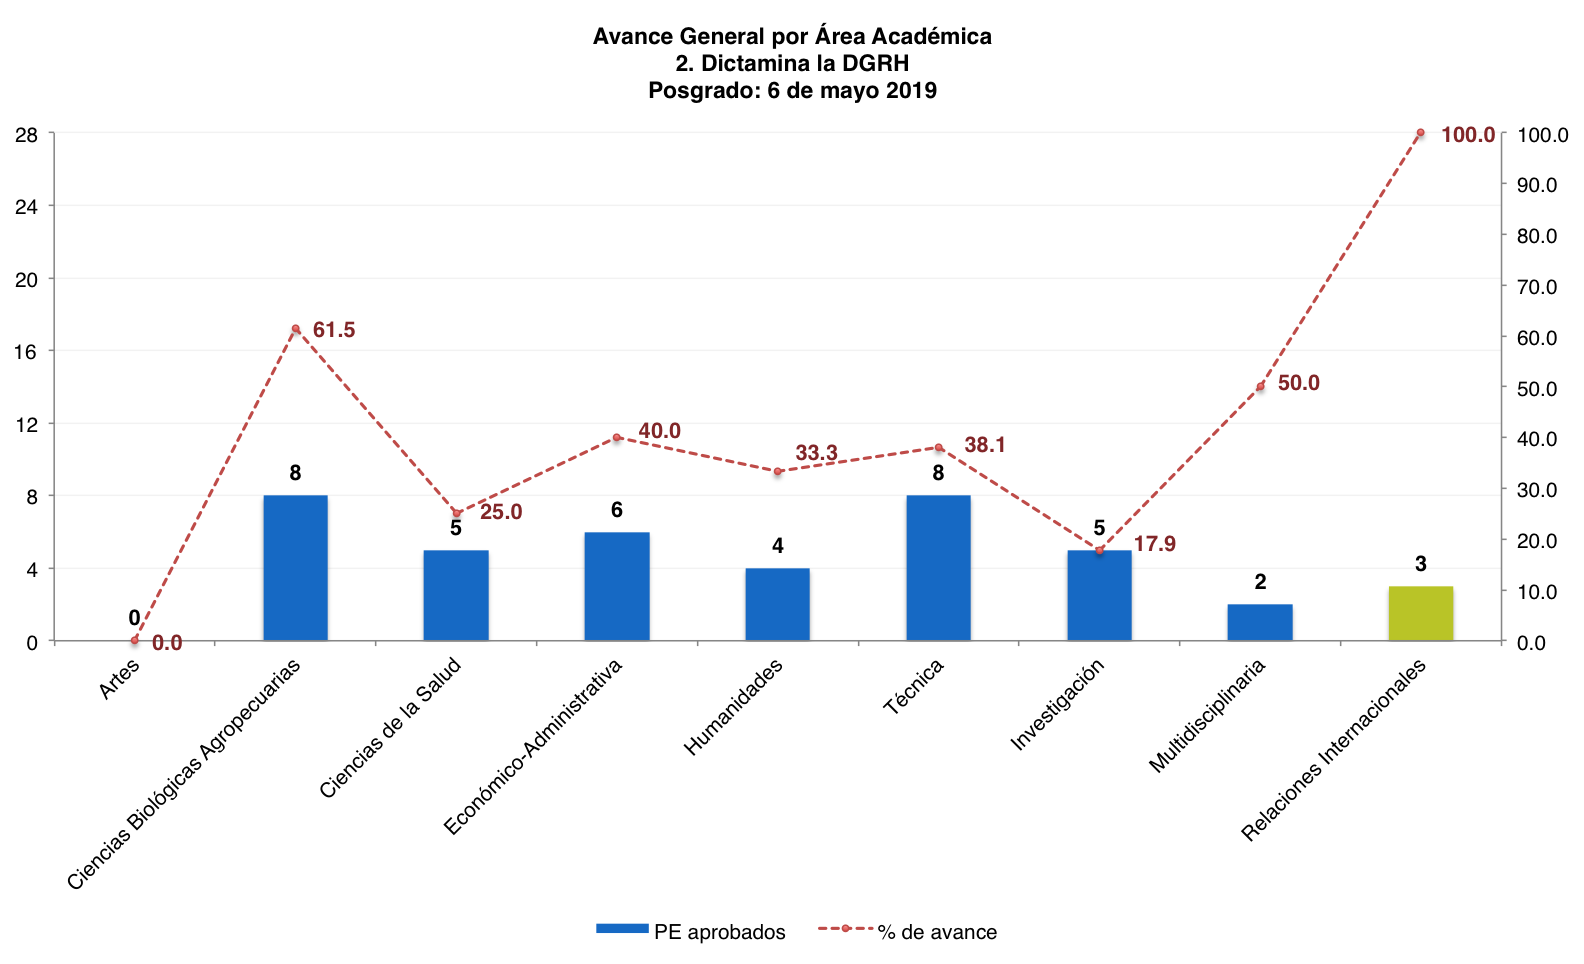 Avance General por Área Académica
2. Dictamina la DGRH
Posgrado: 6 de mayo 2019
28
24
20
16
12
8
4
0
100.0
90.0
80.0
70.0
60.0
50.0
40.0
30.0
20.0
10.0
0.0
0
8
5
6
4
8
5
2
3
0.0
61.5
25.0
40.0
33.3
38.1
17.9
50.0
100.0
Artes
Ciencias Biológicas Agropecuarias
Ciencias de la Salud
Económico-Administrativa
Humanidades
Técnica
Investigación
Multidisciplinaria
Relaciones Internacionales
PE aprobados
% de avance